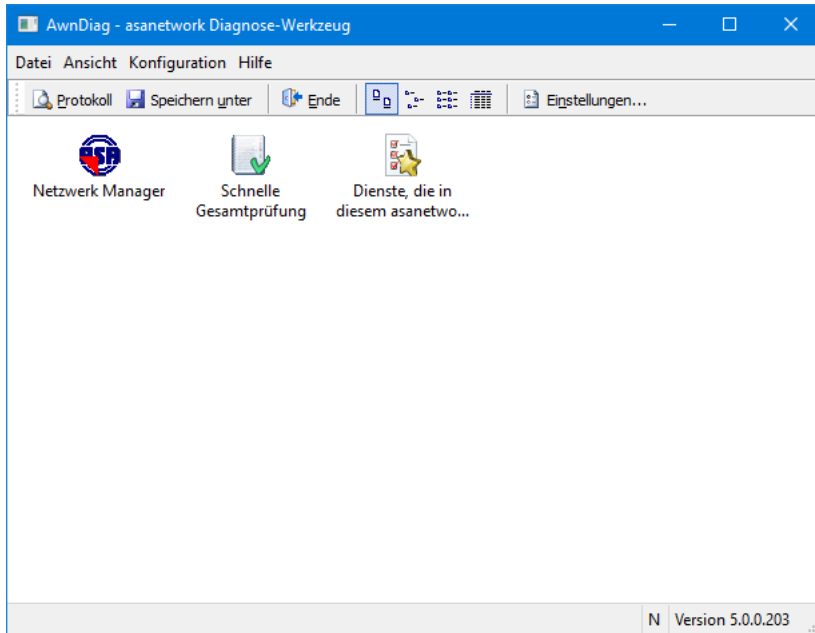 AwnDiag - asanetwork Diagnose-Werkzeug
Datei Ansicht Konfiguration Hilfe
Protokoll Speichern unter Ende Einstellungen...
ASA
Netzwerk Manager
Schnelle
Gesamtprüfung
Dienste, die in
diesem asanetwo...
N Version 5.0.0.203